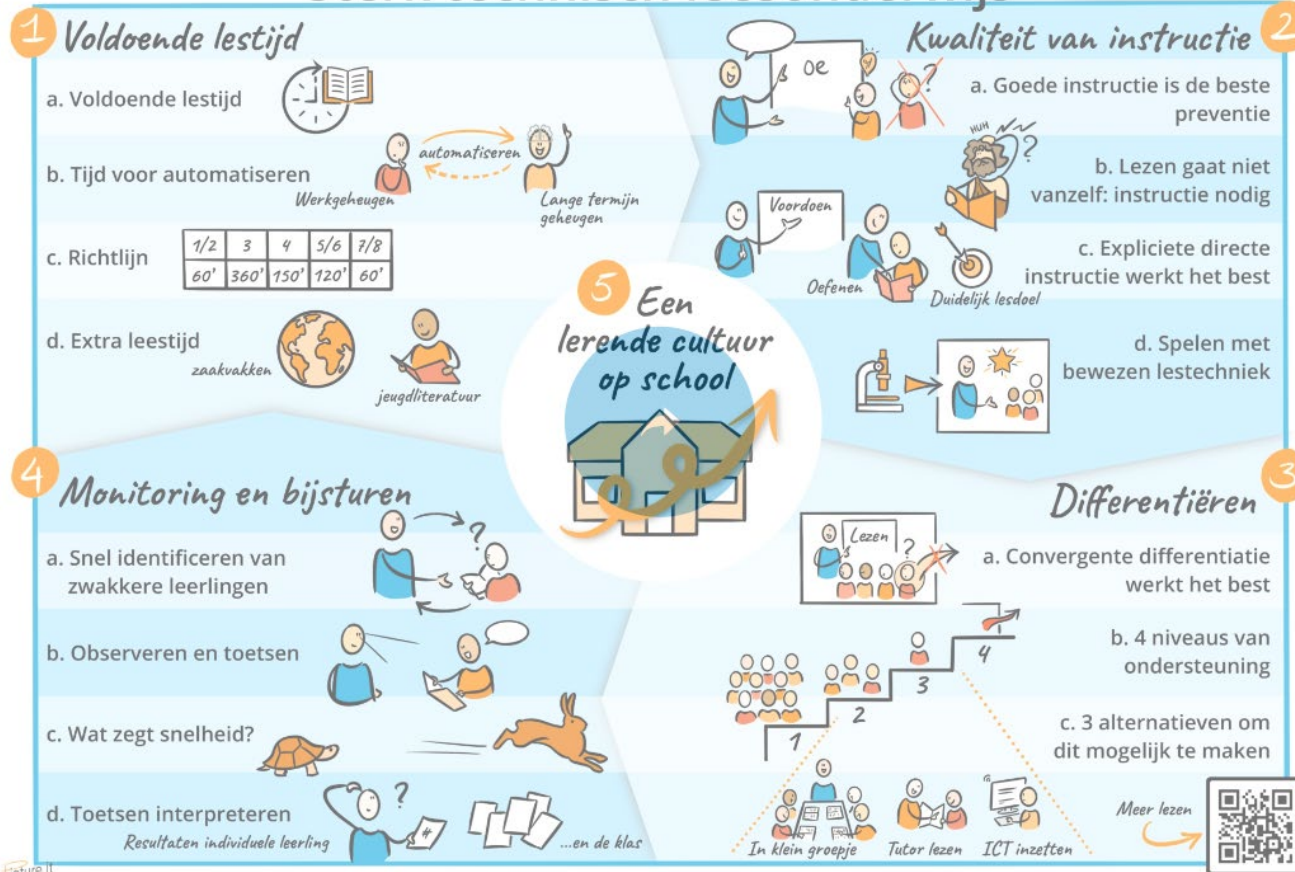 1 Voldoende lestijd
a. Voldoende lestijd
b. Tijd voor automatiseren
automatiseren
Werkgeheugen
Lange termijn
geheugen
c. Richtlijn
1/2 3 4 5/6 7/8
60' 360' 150' 120' 60'
d. Extra leestijd
zaakvakken
jeugdliteratuur
2 Kwaliteit van instructie
oe
?
a. Goede instructie is de beste
preventie
HUH
?
b. Lezen gaat niet
vanzelf: instructie nodig
Voordoen
Oefenen
Duidelijk lesdoel
c. Expliciete directe
instructie werkt het best
d. Spelen met
bewezen lestechniek
5 Een
lerende cultuur
op school
3 Differentiëren
Lezen
?
a. Convergente differentiatie
werkt het best
b. 4 niveaus van
ondersteuning
1
2
3
4
c. 3 alternatieven om
dit mogelijk te maken
In klein groepje
Tutor lezen
ICT inzetten
Meer lezen
4 Monitoring en bijsturen
?
a. Snel identificeren van
zwakkere leerlingen
b. Observeren en toetsen
c. Wat zegt snelheid?
d. Toetsen interpreteren
?
Resultaten individuele leerling
...en de klas